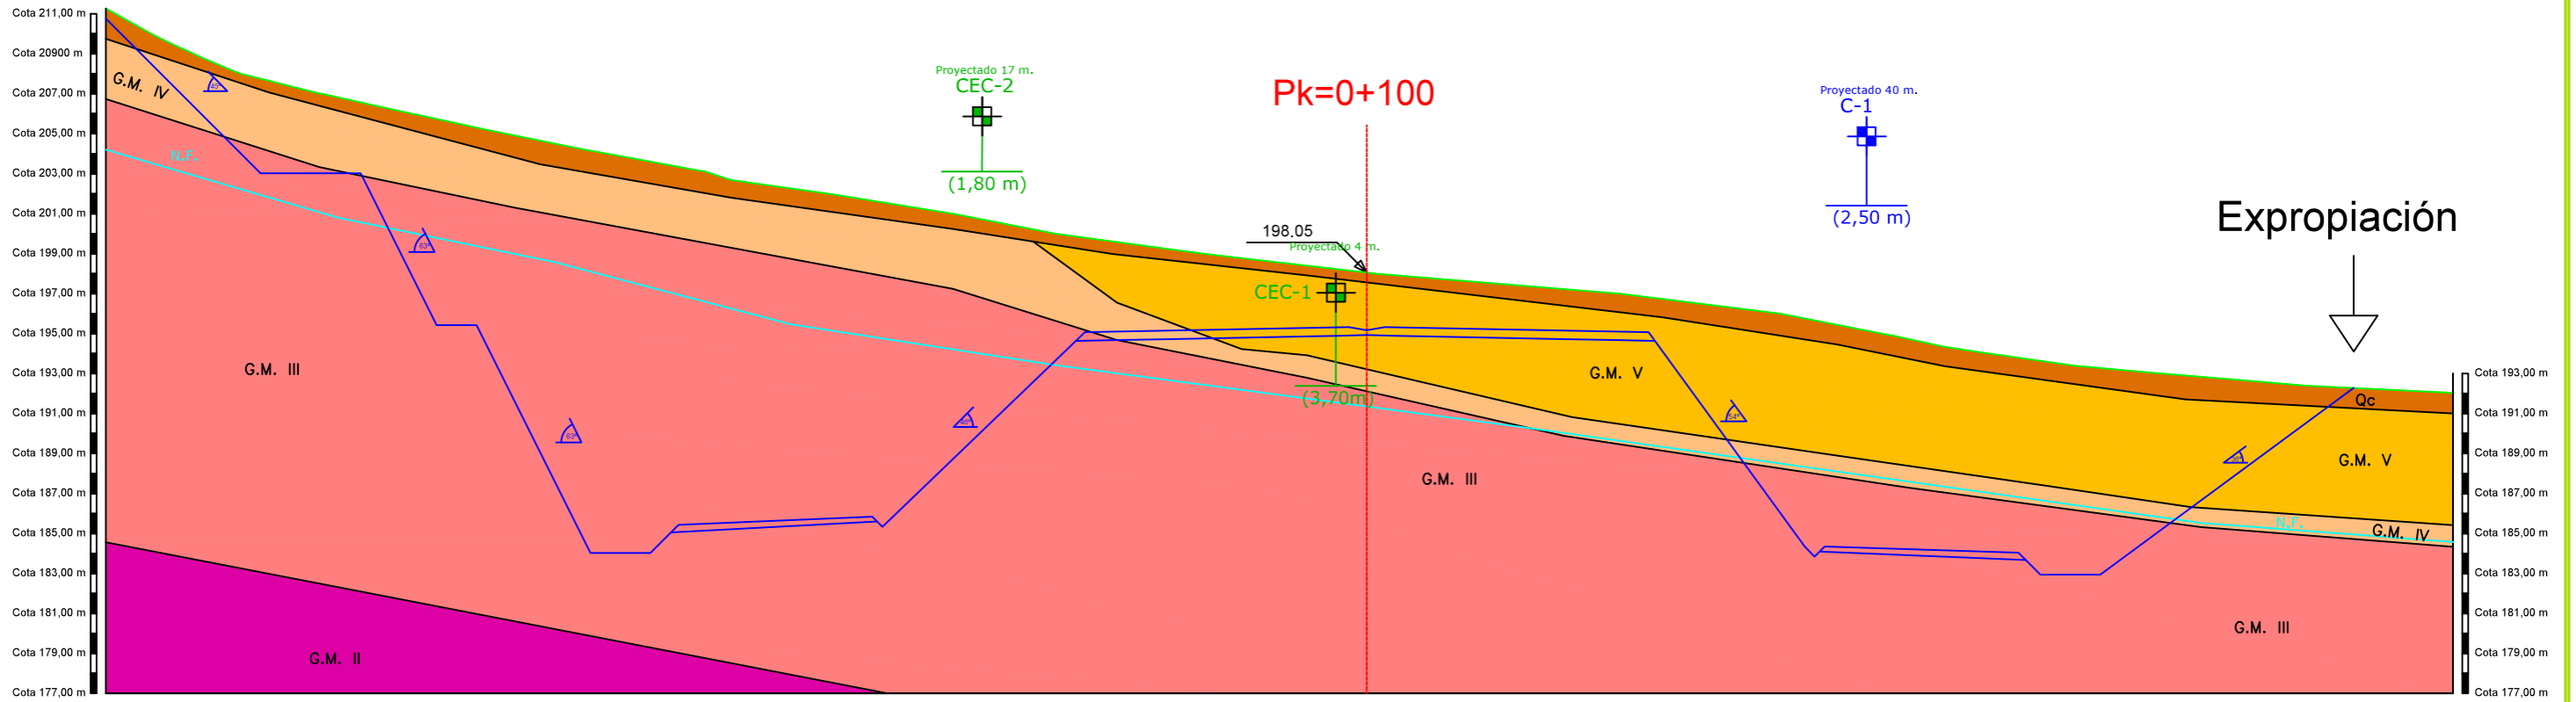 Cota 211,00 m
Cota 20900 m
Cota 207,00 m
Cota 205,00 m
Cota 203,00 m
Cota 201,00 m
Cota 199,00 m
Cota 197,00 m
Cota 195,00 m
Cota 193,00 m
Cota 191,00 m
Cota 189,00 m
Cota 187,00 m
Cota 185,00 m
Cota 183,00 m
Cota 181,00 m
Cota 179,00 m
Cota 177,00 m
G.M. IV
45º
N.F.
63º
63º
G.M. III
G.M. II
Proyectado 17 m.
CEC-2
(1,80 m)
45º
Pk=0+100
198.05
Proyectado 4 m.
CEC-1
(3,70m)
G.M. V
G.M. III
54º
Proyectado 40 m.
C-1
(2,50 m)
Expropiación
Qc
G.M. V
N.F.
G.M. IV
G.M. III
Cota 193,00 m
Cota 191,00 m
Cota 189,00 m
Cota 187,00 m
Cota 185,00 m
Cota 183,00 m
Cota 181,00 m
Cota 179,00 m
Cota 177,00 m